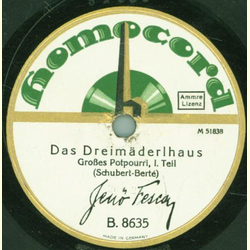 Homocord
Ammre
Lizenz
M 51838
Das Dreimäderlhaus
Großes Potpourri, I. Teil
(Schubert-Berté)
Jenö Fesca
B. 8635
MADE IN GERMANY